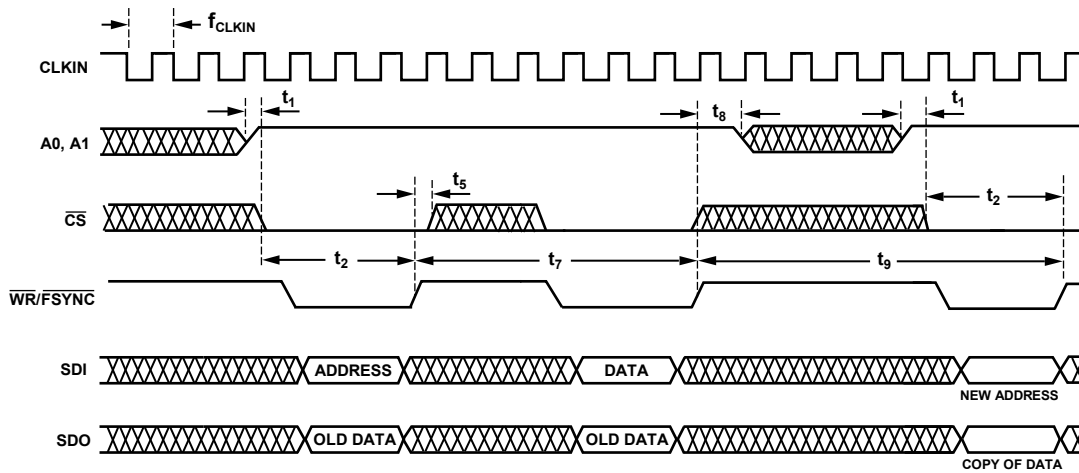 fCLKIN
CLKIN
t1 t8 t1
A0, A1
t5 t2
CS
t2 t7 t9
WR/FSYNC
SDI ADDRESS DATA
NEW ADDRESS
SDO OLD DATA OLD DATA
COPY OF DATA